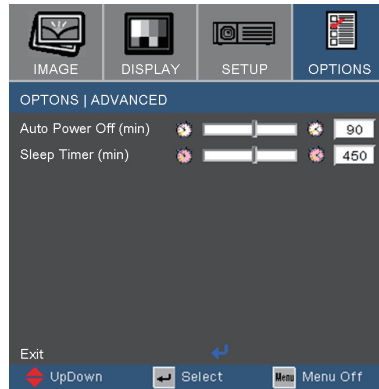 IMAGE DISPLAY SETUP OPTIONS
OPTONS | ADVANCED
Auto Power Off (min) 90
Sleep Timer (min) 450
Exit
UpDown Select Menu Menu Off